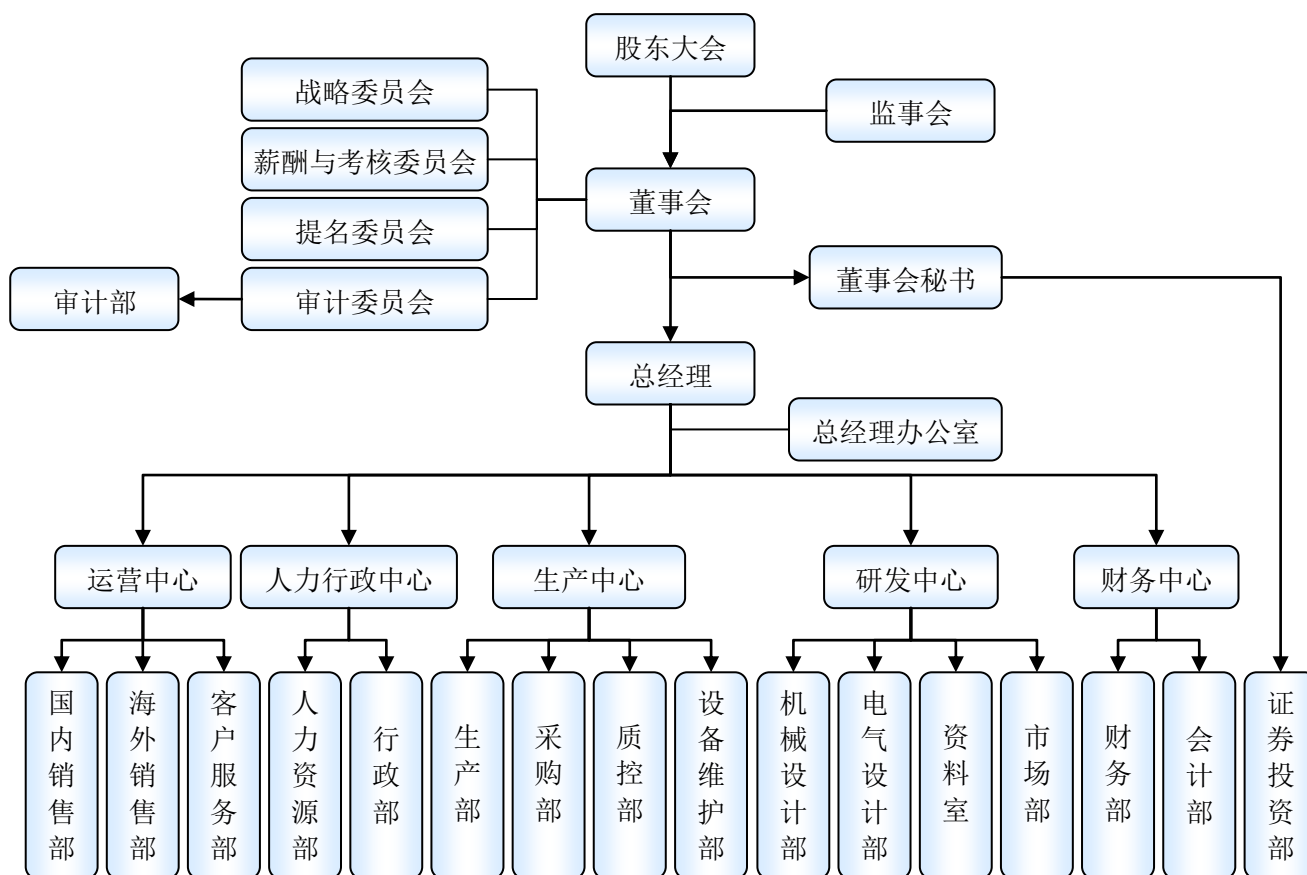 股东大会
战略委员会
监事会
薪酬与考核委员会
董事会
提名委员会
审计部
审计委员会
董事会秘书
总经理
总经理办公室
运营中心
人力行政中心
生产中心
研发中心
财务中心
国内销售部
海外销售部
客户服务部
人力资源部
行政部
生产部
采购部
质控部
设备维护部
机械设计部
电气设计部
资料室
市场部
财务部
会计部
证券投资部